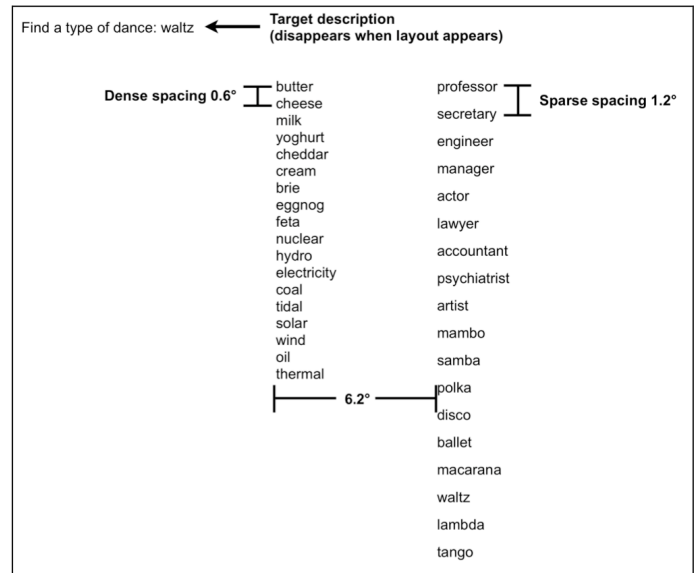 Find a type of dance: waltz
Target description
(disappears when layout appears)
Dense spacing 0.6°
butter
cheese
milk
yoghurt
cheddar
cream
brie
eggnog
feta
nuclear
hydro
electricity
coal
tidal
solar
wind
oil
thermal
6.2°
professor
secretary
engineer
manager
actor
lawyer
accountant
psychiatrist
artist
mambo
samba
polka
disco
ballet
macarana
waltz
lambda
tango
Sparse spacing 1.2°